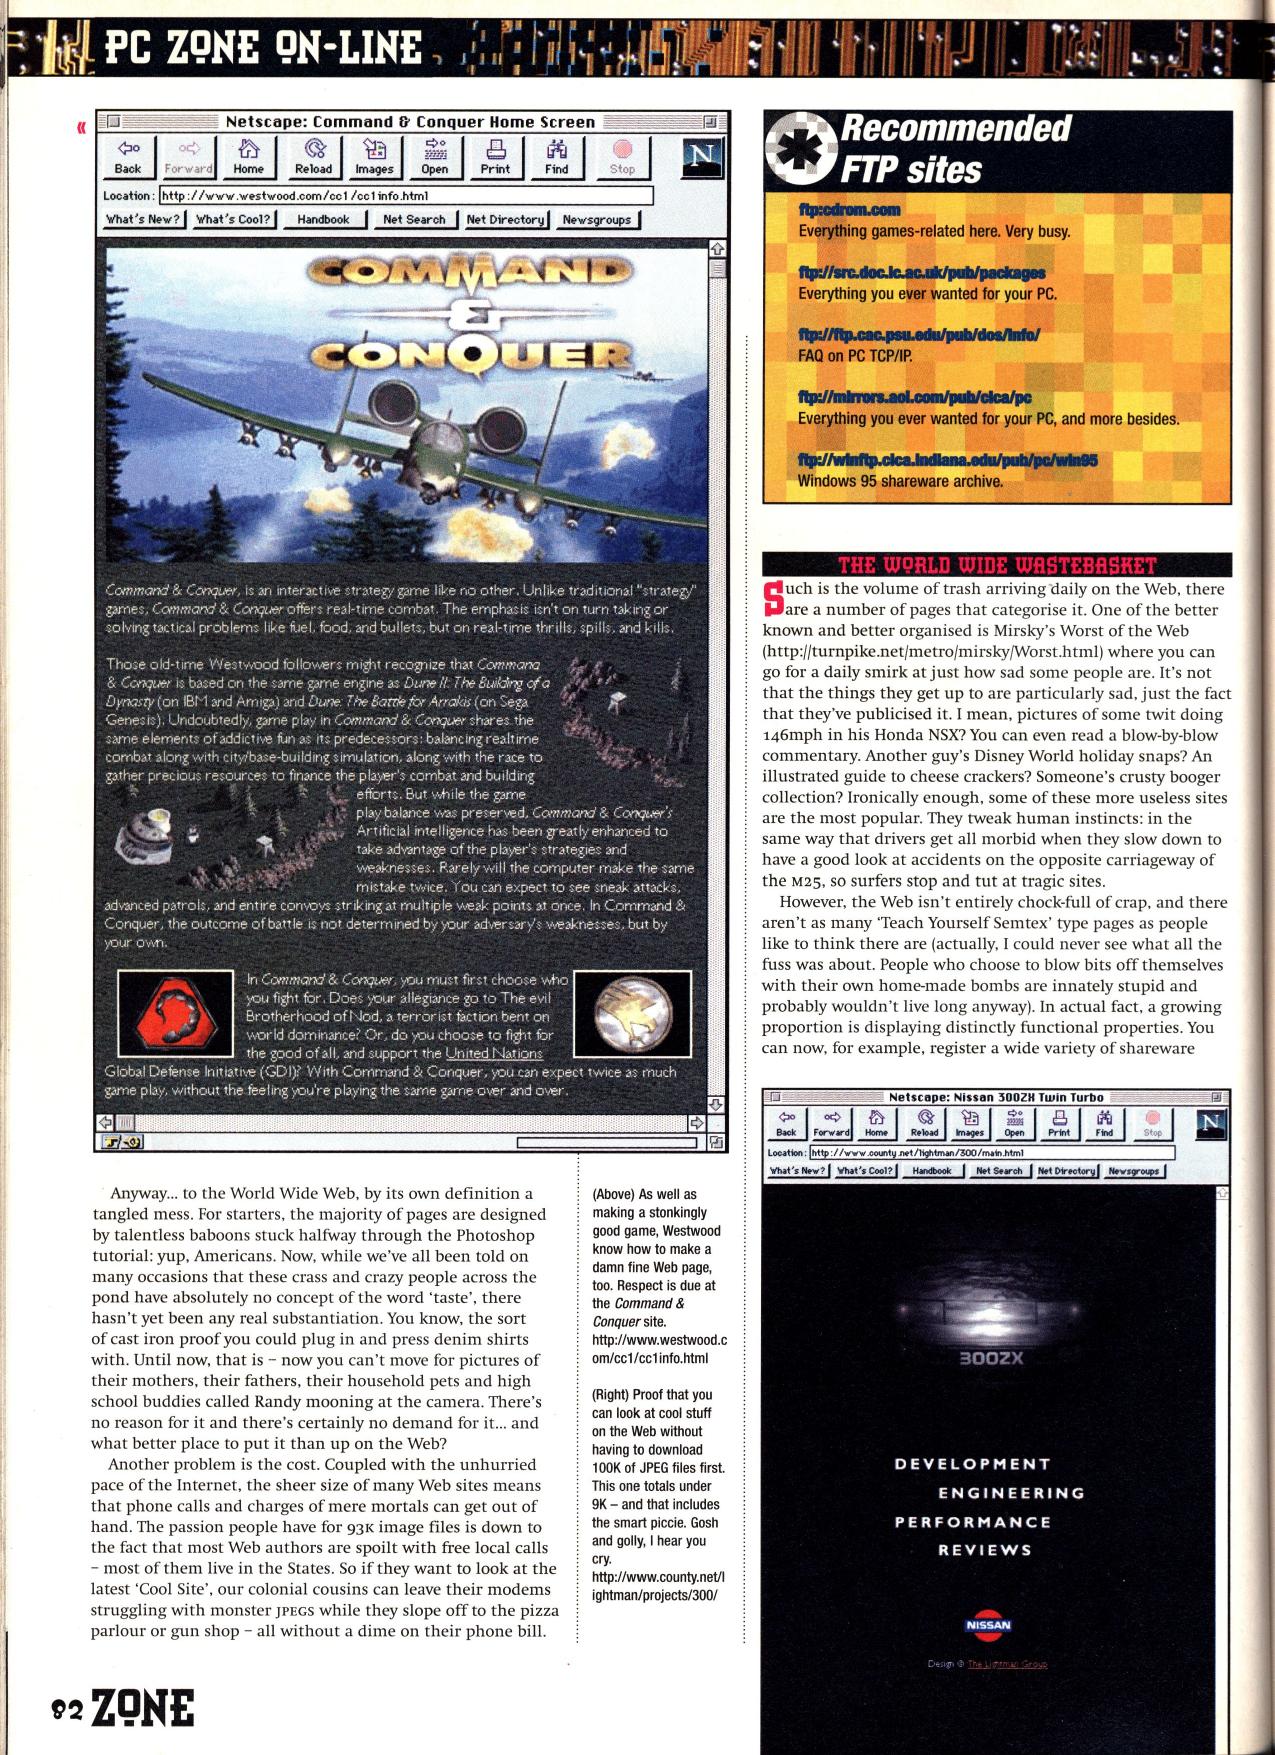 PC ZONE ON-LINE
«
Netscape: Command & Conquer Home Screen
Back Forward Home Reload Images Open Print Find Stop
N
Location: http://www.westwood.com/cc1/cc1info.html
What's New? What's Cool? Handbook Net Search Net Directory Newsgroups
COMMAND
&
CONQUER
Command & Conquer, is an interactive strategy game like no other. Unlike traditional "strategy"
games, Command & Conquer offers real-time combat. The emphasis isn't on turn taking or
solving tactical problems like fuel, food, and bullets, but on real-time thrills, spills, and kills.
Those old-time Westwood followers might recognize that Command
& Conquer is based on the same game engine as Dune II: The Building of a
Dynasty (on IBM and Amiga) and Dune: The Battle for Arrakis (on Sega
Genesis). Undoubtedly, game play in Command & Conquer shares the
same elements of addictive fun as its predecessors: balancing realtime
combat along with city/base-building simulation, along with the race to
gather precious resources to finance the player's combat and building
efforts. But while the game
play balance was preserved, Command & Conquer's
Artificial intelligence has been greatly enhanced to
take advantage of the player's strategies and
weaknesses. Rarely will the computer make the same
mistake twice. You can expect to see sneak attacks,
advanced patrols, and entire convoys striking at multiple weak points at once. In Command &
Conquer, the outcome of battle is not determined by your adversary's weaknesses, but by
your own.
In Command & Conquer, you must first choose who
you fight for. Does your allegiance go to The evil
Brotherhood of Nod, a terrorist faction bent on
world dominance? Or, do you choose to fight for
the good of all, and support the United Nations
Global Defense Initiative (GDI)? With Command & Conquer, you can expect twice as much
game play, without the feeling you're playing the same game over and over.
Anyway... to the World Wide Web, by its own definition a
tangled mess. For starters, the majority of pages are designed
by talentless baboons stuck halfway through the Photoshop
tutorial: yup, Americans. Now, while we've all been told on
many occasions that these crass and crazy people across the
pond have absolutely no concept of the word 'taste', there
hasn't yet been any real substantiation. You know, the sort
of cast iron proof you could plug in and press denim shirts
with. Until now, that is – now you can't move for pictures of
their mothers, their fathers, their household pets and high
school buddies called Randy mooning at the camera. There's
no reason for it and there's certainly no demand for it... and
what better place to put it than up on the Web?
Another problem is the cost. Coupled with the unhurried
pace of the Internet, the sheer size of many Web sites means
that phone calls and charges of mere mortals can get out of
hand. The passion people have for 93K image files is down to
the fact that most Web authors are spoilt with free local calls
– most of them live in the States. So if they want to look at the
latest 'Cool Site', our colonial cousins can leave their modems
struggling with monster JPEGS while they slope off to the pizza
parlour or gun shop – all without a dime on their phone bill.
(Above) As well as
making a stonkingly
good game, Westwood
know how to make a
damn fine Web page,
too. Respect is due at
the Command &
Conquer site.
http://www.westwood.c
om/cc1/cc1info.html
(Right) Proof that you
can look at cool stuff
on the Web without
having to download
100K of JPEG files first.
This one totals under
9K – and that includes
the smart piccie. Gosh
and golly, I hear you
cry.
http://www.county.net/l
ightman/projects/300/
Recommended
FTP sites
ftp:cdrom.com
Everything games-related here. Very busy.
ftp://src.doc.ic.ac.uk/pub/packages
Everything you ever wanted for your PC.
ftp://ftp.cac.psu.edu/pub/dos/info/
FAQ on PC TCP/IP.
ftp://mirrors.aol.com/pub/cica/pc
Everything you ever wanted for your PC, and more besides.
ftp://winftp.cica.indiana.edu/pub/pc/win95
Windows 95 shareware archive.
THE WORLD WIDE WASTEBASKET
Such is the volume of trash arriving daily on the Web, there
are a number of pages that categorise it. One of the better
known and better organised is Mirsky's Worst of the Web
(http://turnpike.net/metro/mirsky/Worst.html) where you can
go for a daily smirk at just how sad some people are. It's not
that the things they get up to are particularly sad, just the fact
that they've publicised it. I mean, pictures of some twit doing
146mph in his Honda NSX? You can even read a blow-by-blow
commentary. Another guy's Disney World holiday snaps? An
illustrated guide to cheese crackers? Someone's crusty booger
collection? Ironically enough, some of these more useless sites
are the most popular. They tweak human instincts: in the
same way that drivers get all morbid when they slow down to
have a good look at accidents on the opposite carriageway of
the M25, so surfers stop and tut at tragic sites.
However, the Web isn't entirely chock-full of crap, and there
aren't as many 'Teach Yourself Semtex' type pages as people
like to think there are (actually, I could never see what all the
fuss was about. People who choose to blow bits off themselves
with their own home-made bombs are innately stupid and
probably wouldn't live long anyway). In actual fact, a growing
proportion is displaying distinctly functional properties. You
can now, for example, register a wide variety of shareware
Netscape: Nissan 300ZX Twin Turbo
Back Forward Home Reload Images Open Print Find Stop
N
Location: http://www.county.net/lightman/300/main.html
What's New? What's Cool? Handbook Net Search Net Directory Newsgroups
300ZX
DEVELOPMENT
ENGINEERING
PERFORMANCE
REVIEWS
NISSAN
Design © The Lightman Group
82 ZONE